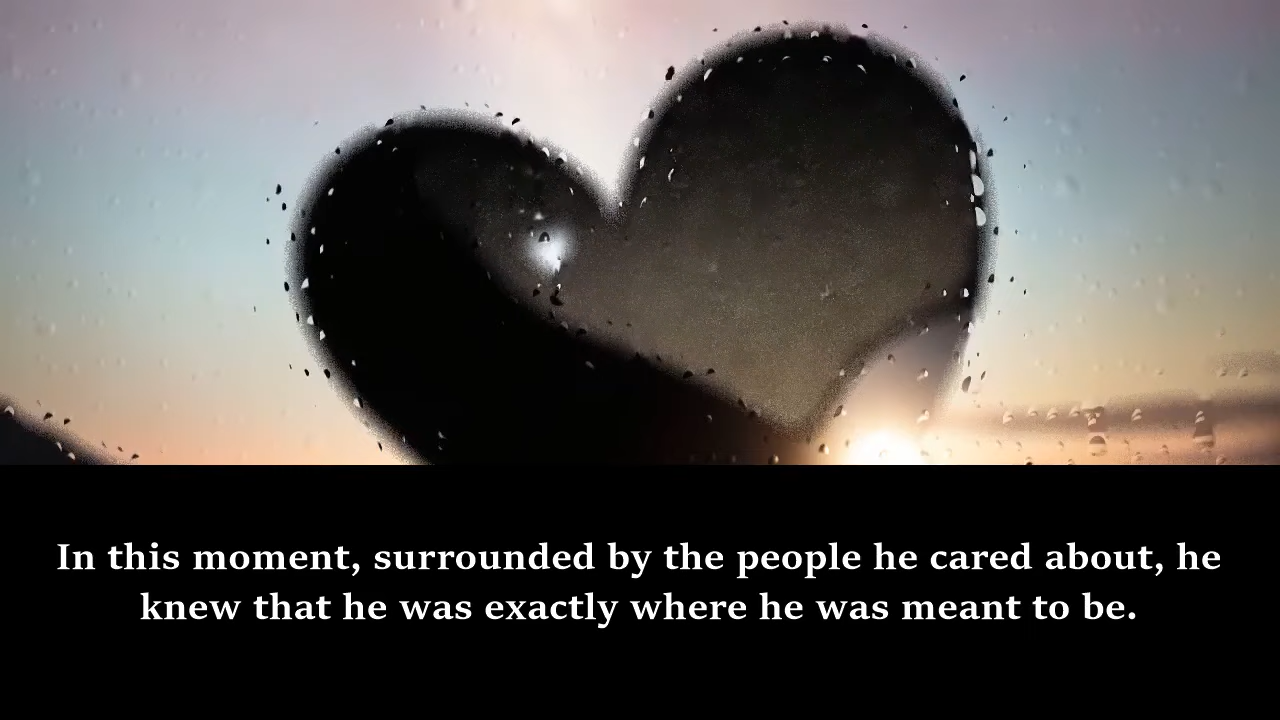 In this moment, surrounded by the people he cared about, he
knew that he was exactly where he was meant to be.